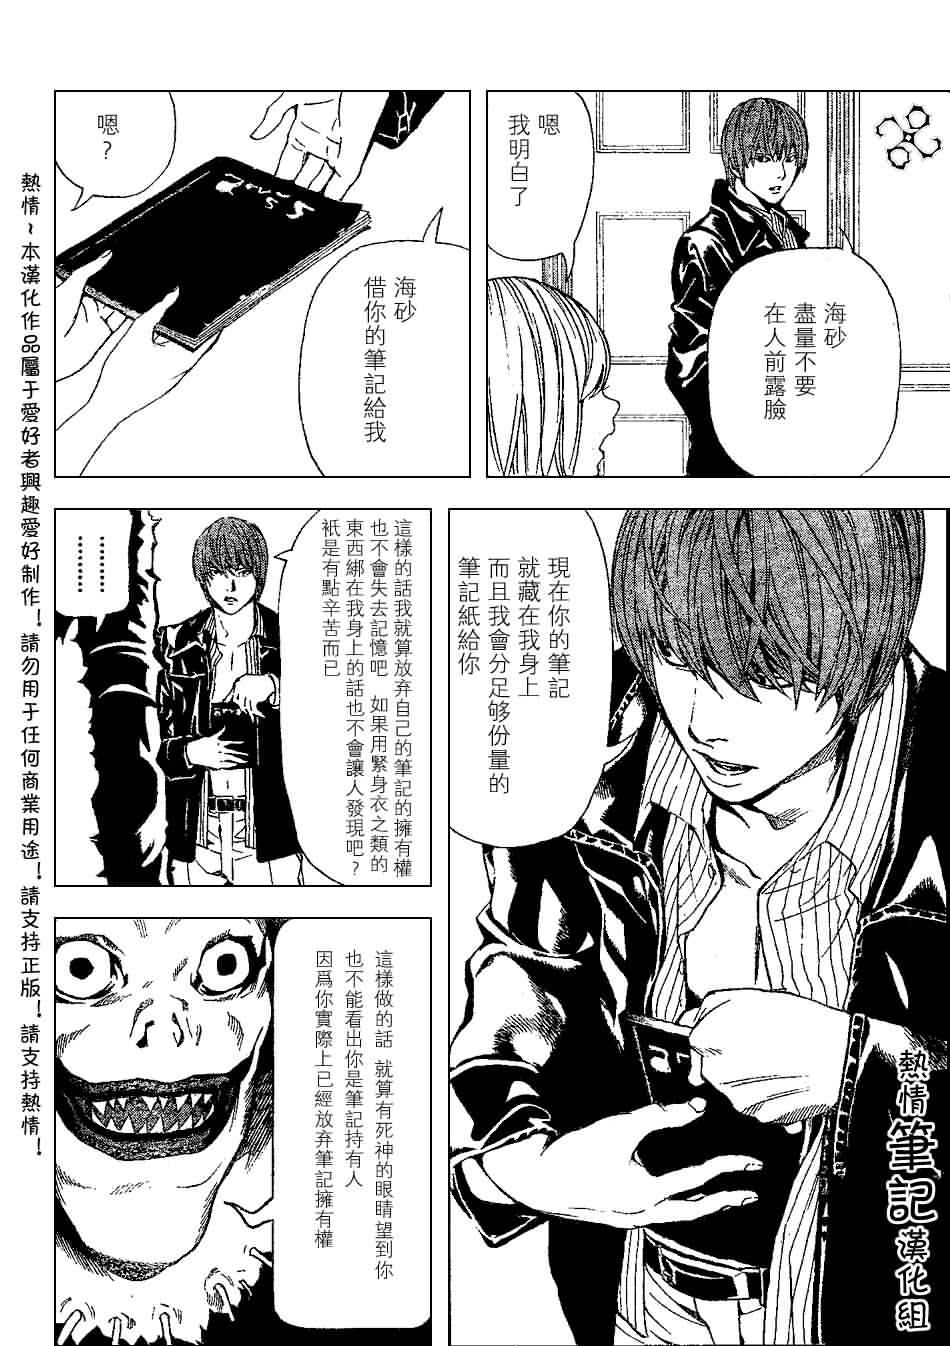 海砂
盡量不要
在人前露臉
嗯
我明白了
海砂
借你的筆記給我
嗯？
現在你的筆記
就藏在我身上
而且我會分足够份量的
筆記紙給你
這樣的話我就算放弃自己的筆記的擁有權
也不會失去記憶吧 如果用緊身衣之類的
東西綁在我身上的話也不會讓人發現吧？
衹是有點辛苦而已
………………
這樣做的話 就算有死神的眼睛望到你
也不能看出你是筆記持有人
因爲你實際上已經放弃筆記擁有權
熱情筆記漢化組
熱情~本漢化作品屬于愛好者興趣愛好制作！請勿用于任何商業用途！請支持正版！請支持熱情！